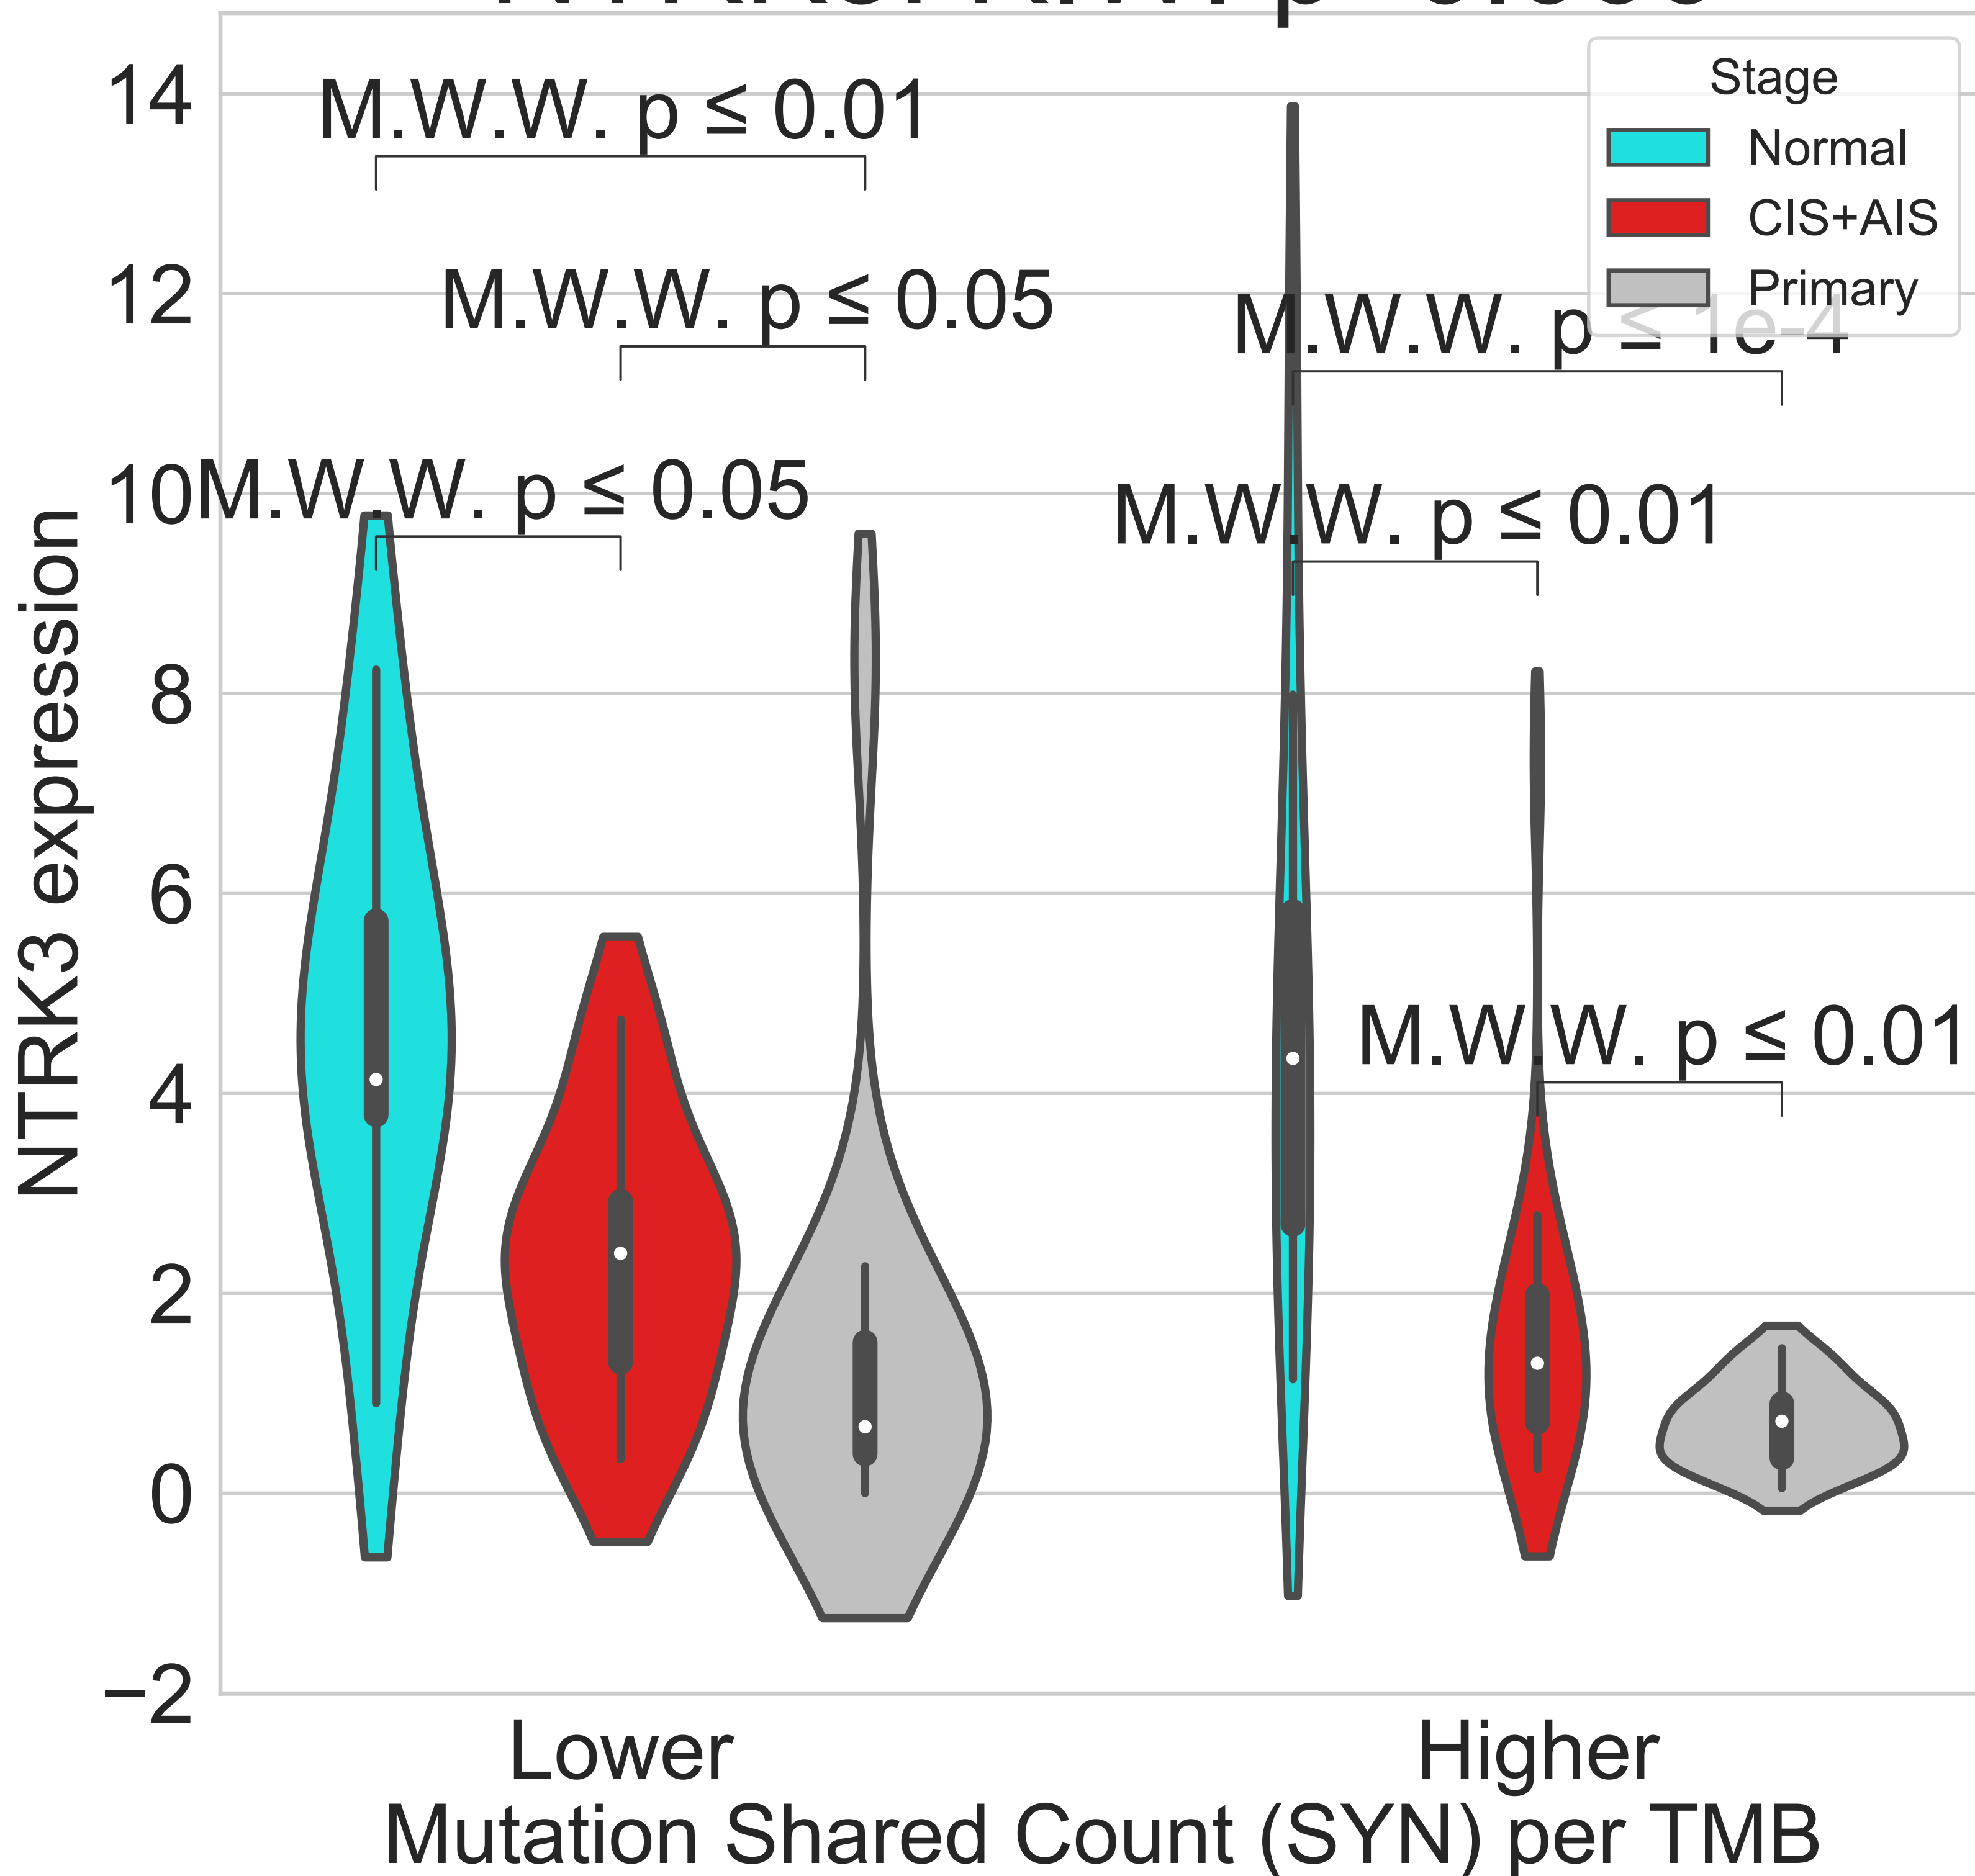 14
12
10
8
6
4
2
0
−2
NTRK3 expression
M.W.W. p ≤ 0.01
M.W.W. p ≤ 0.05
M.W.W. p ≤ 0.05
M.W.W. p ≤ 1e-4
M.W.W. p ≤ 0.01
M.W.W. p ≤ 0.01
Stage
Normal
CIS+AIS
Primary
Lower
Higher
Mutation Shared Count (SYN) per TMB